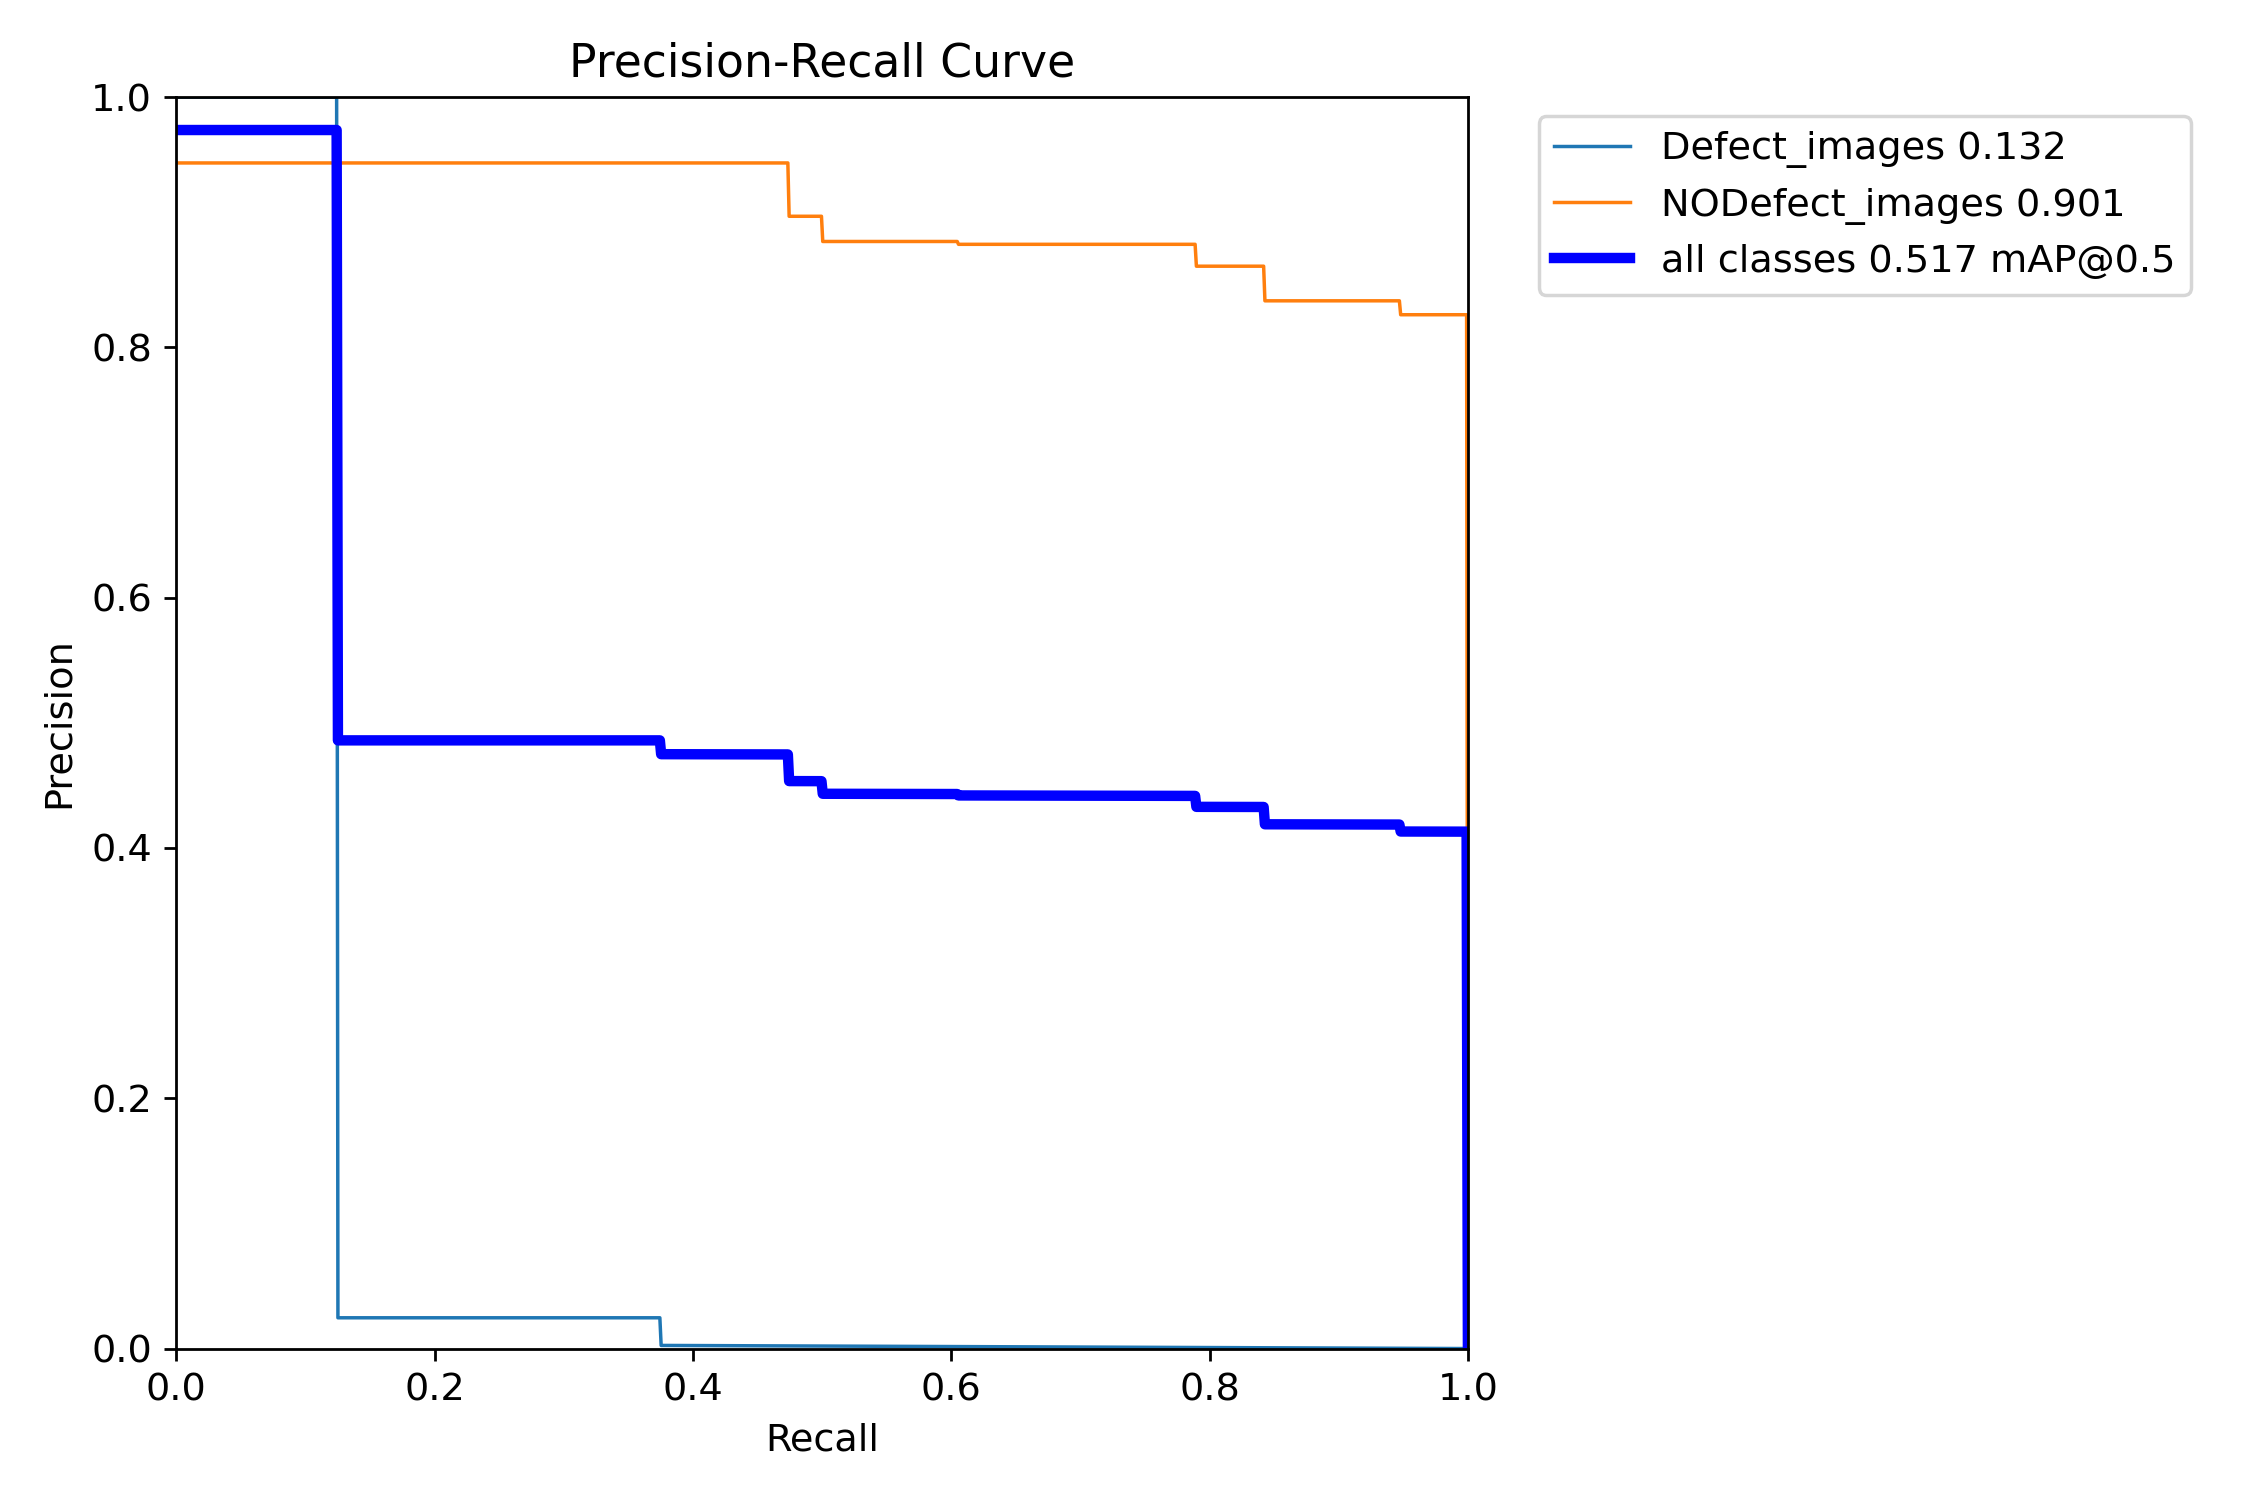 Precision-Recall Curve
1.0
0.8
0.6
0.4
0.2
0.0
Precision
0.0 0.2 0.4 0.6 0.8 1.0
Recall
Defect_images 0.132
NODefect_images 0.901
all classes 0.517 mAP@0.5